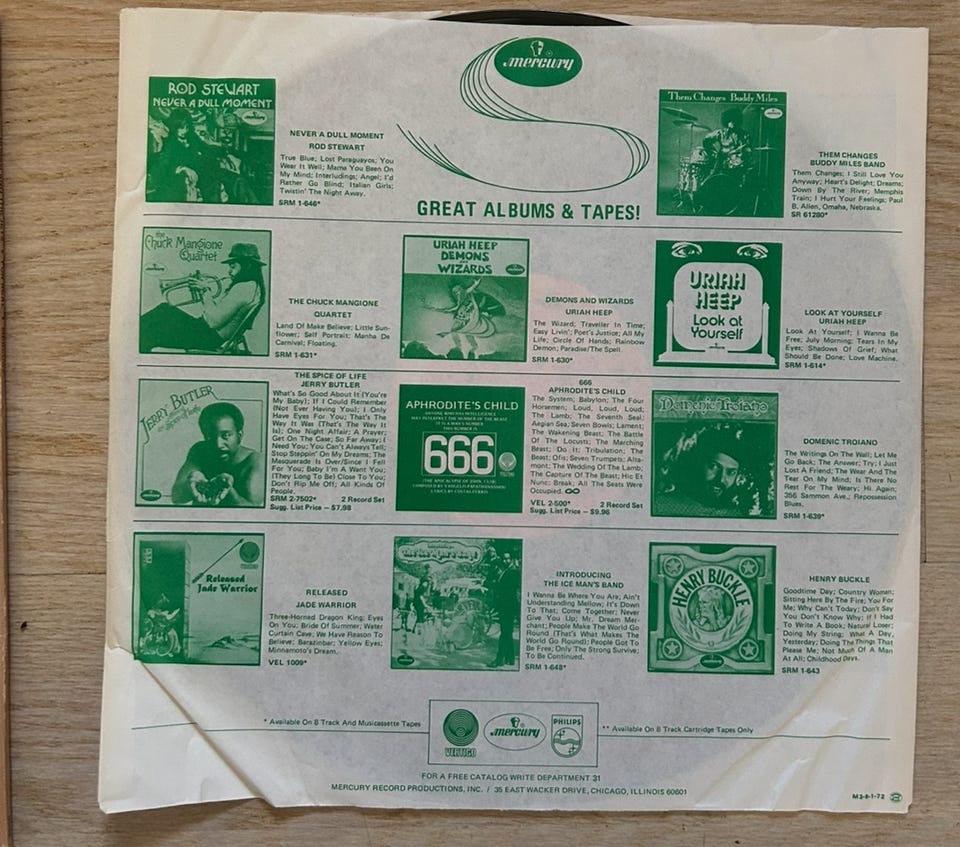 mercury
GREAT ALBUMS & TAPES!
ROD STEWART
NEVER A DULL MOMENT
NEVER A DULL MOMENT
ROD STEWART
True Blue; Lost Paraguayos; You
Wear It Well; Mama You Been On
My Mind; Interludings; Angel; I'd
Rather Go Blind; Italian Girls;
Twistin' The Night Away.
SRM 1-646*
Them Changes Buddy Miles
THEM CHANGES
BUDDY MILES BAND
Them Changes; I Still Love You
Anyway; Heart's Delight; Dreams;
Down By The River; Memphis
Train; I Hurt Your Feelings; Paul
B. Allen, Omaha, Nebraska.
SR 61280*
the
Chuck Mangione
Quartet
THE CHUCK MANGIONE
QUARTET
Land Of Make Believe; Little Sun-
flower; Self Portrait; Manha De
Carnival; Floating.
SRM 1-631*
URIAH HEEP
DEMONS
AND
WIZARDS
DEMONS AND WIZARDS
URIAH HEEP
The Wizard; Traveller In Time;
Easy Livin'; Poet's Justice; All My
Life; Circle Of Hands; Rainbow
Demon; Paradise/The Spell.
SRM 1-630*
URIAH
HEEP
Look at
Yourself
LOOK AT YOURSELF
URIAH HEEP
Look At Yourself; I Wanna Be
Free; July Morning; Tears In My
Eyes; Shadows Of Grief; What
Should Be Done; Love Machine.
SRM 1-614*
JERRY BUTLER
THE SPICE OF LIFE
JERRY BUTLER
What's So Good About It (You're
My Baby); If I Could Remember
(Not Ever Having You); I Only
Have Eyes For You; That's The
Way It Was (That's The Way It
Is); One Night Affair; A Prayer;
Get On The Case; So Far Away; I
Need You; You Can't Always Tell;
Stop Steppin' On My Dreams; The
Masquerade Is Over/Since I Fell
For You; Baby I'm A Want You;
(They Long To Be) Close To You;
Don't Rip Me Off; All Kinds Of
People.
SRM 2-7502* 2 Record Set
Sugg. List Price — $7.98
APHRODITE'S CHILD
THIS NUMBER IS
666
(THE APOCALYPSE OF JOHN, 13/18)
COMPOSED BY VANGELIS PAPATHANASSIOU
LYRICS BY COSTAS FERRIS
666
APHRODITE'S CHILD
The System; Babylon; The Four
Horsemen; Loud, Loud, Loud;
The Lamb; The Seventh Seal;
Aegian Sea; Seven Bowls; Lament;
The Wakening Beast; The Battle
Of The Locusts; The Marching
Beast; Do It; Tribulation; The
Beast; Ofis; Seven Trumpets; Alta-
mont; The Wedding Of The Lamb;
The Capture Of The Beast; Hic Et
Nunc; Break; All The Seats Were
Occupied. ∞
VEL 2-500* 2 Record Set
Sugg. List Price — $9.96
Domenic Troiano
DOMENIC TROIANO
The Writings On The Wall; Let Me
Go Back; The Answer; Try; I Just
Lost A Friend; The Wear And The
Tear On My Mind; Is There No
Rest For The Weary; Hi Again;
356 Sammon Ave.; Repossession
Blues.
SRM 1-639*
Released
Jade Warrior
RELEASED
JADE WARRIOR
Three-Horned Dragon King; Eyes
On You; Bride Of Summer; Water
Curtain Cave; We Have Reason To
Believe; Barazinbar; Yellow Eyes;
Minnamoto's Dream.
VEL 1009*
INTRODUCING
THE ICE MAN'S BAND
I Wanna Be Where You Are; Ain't
Understanding Mellow; It's Down
To That; Come Together; Never
Give You Up; Mr. Dream Mer-
chant; People Make The World Go
Round (That's What Makes The
World Go Round); People Got To
Be Free; Only The Strong Survive;
To Be Continued.
SRM 1-648*
HENRY BUCKLE
HENRY BUCKLE
Goodtime Day; Country Woman;
Sitting Here By The Fire; You For
Me; Why Can't Today; Don't Say
You Don't Know Why; If I Had
To Write A Book; Natural Loser;
Doing My String; What A Day,
Yesterday; Doing The Things That
Please Me; Not Much Of A Man
At All; Childhood Days.
SRM 1-643
* Available On 8 Track And Musicassette Tapes
VERTIGO
mercury
PHILIPS
** Available On 8 Track Cartridge Tapes Only
FOR A FREE CATALOG WRITE DEPARTMENT 31
MERCURY RECORD PRODUCTIONS, INC. / 35 EAST WACKER DRIVE, CHICAGO, ILLINOIS 60601
M3-8-1-72